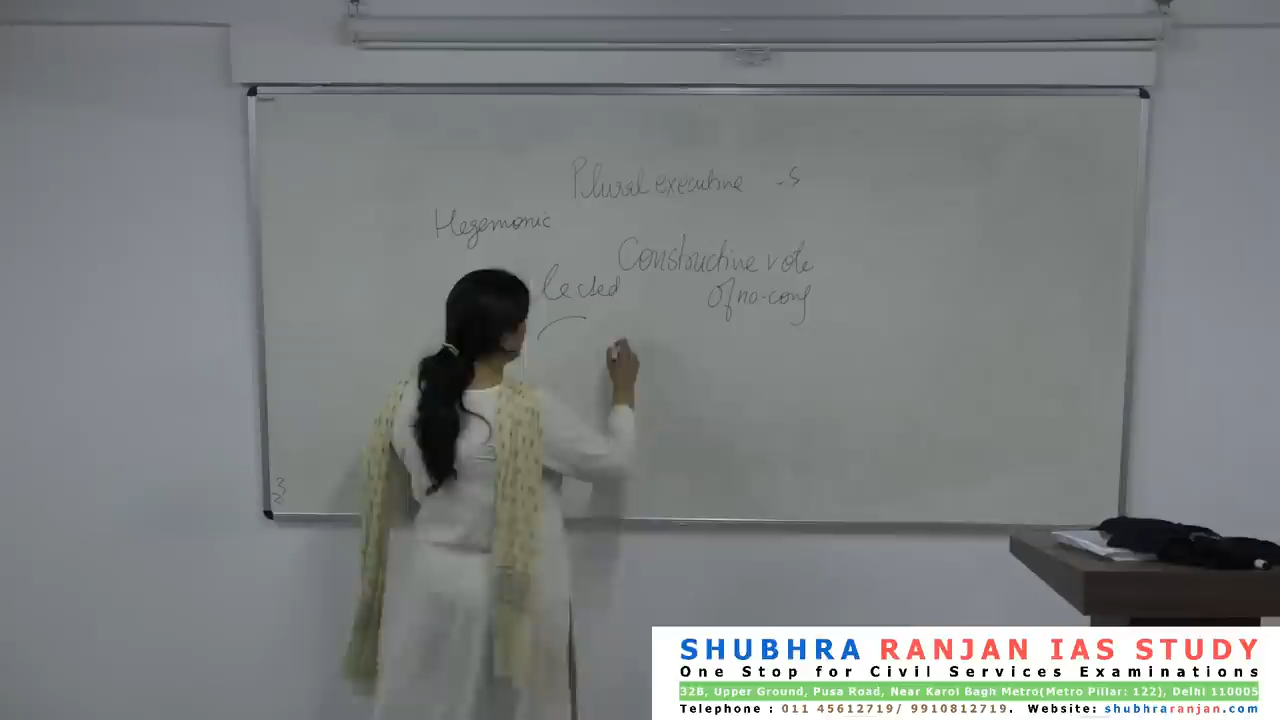 Plural executive - S
Hegemonic
Constructive vote
lected
of no-conf
SHUBHRA RANJAN IAS STUDY
One Stop for Civil Services Examinations
32B, Upper Ground, Pusa Road, Near Karol Bagh Metro(Metro Pillar: 122), Delhi 110005
Telephone : 011 45612719/ 9910812719. Website: shubhraranjan.com